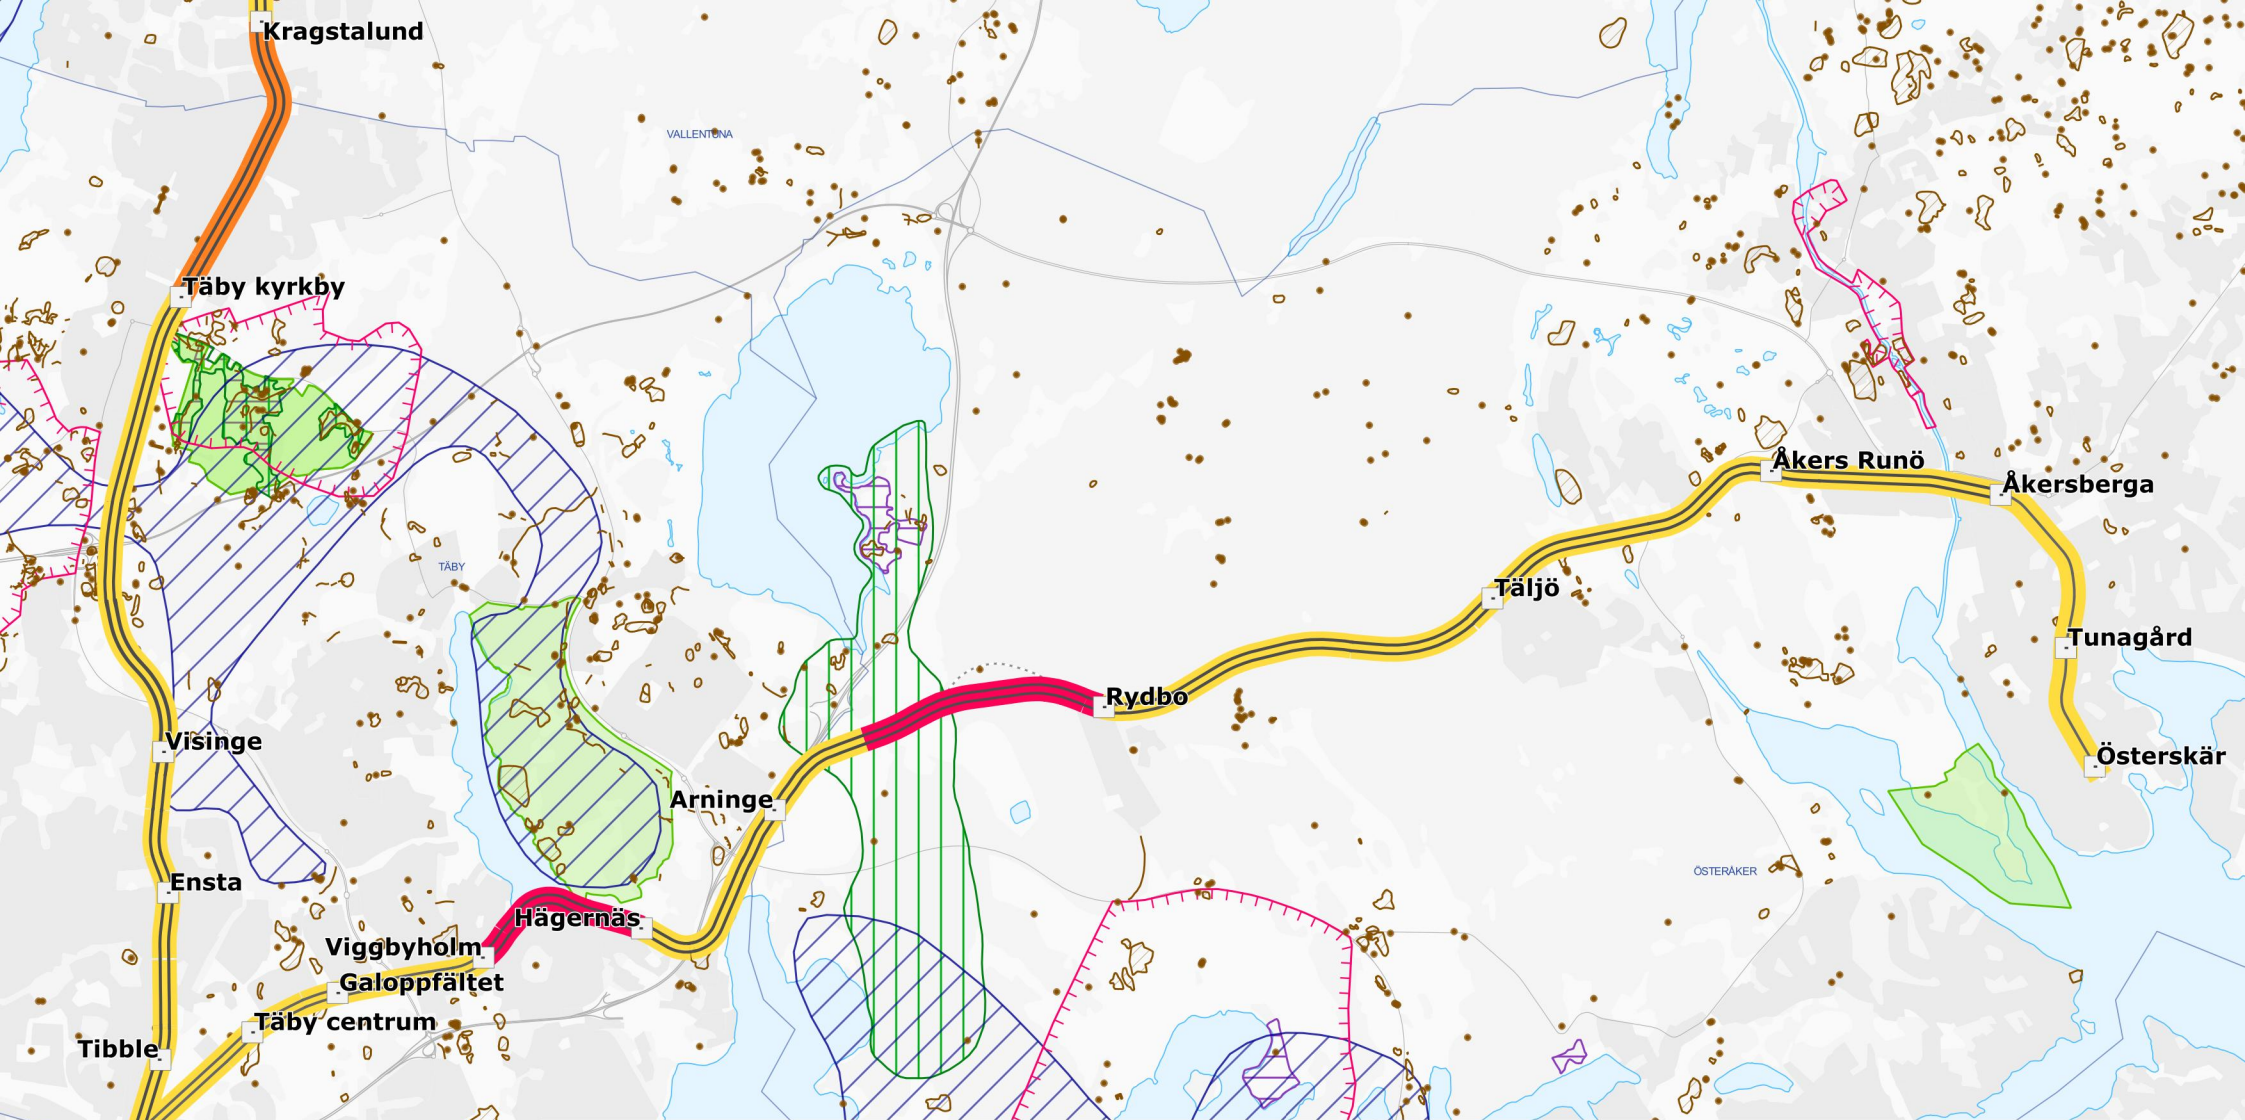 Kragstalund
VALLENTUNA
Täby kyrkby
Åkers Runö
Åkersberga
TÄBY
Täljö
Tunagård
Rydbo
Visinge
Österskär
Arninge
ÖSTERÅKER
Ensta
Hägernäs
Viggbyholm
Galoppfältet
Täby centrum
Tibble